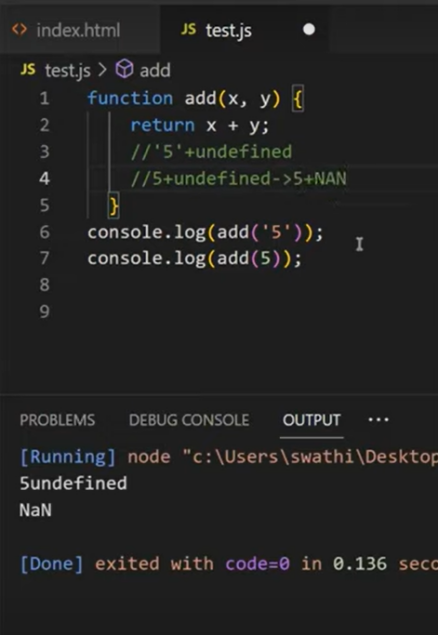 <> index.html
JS test.js
JS test.js > add
1 function add(x, y) {
2 return x + y;
3 //'5'+undefined
4 //5+undefined->5+NAN
5 }
6 console.log(add('5'));
7 console.log(add(5));
8
9
PROBLEMS DEBUG CONSOLE OUTPUT ...
[Running] node "c:\Users\swathi\Desktop
5undefined
NaN
[Done] exited with code=0 in 0.136 seco